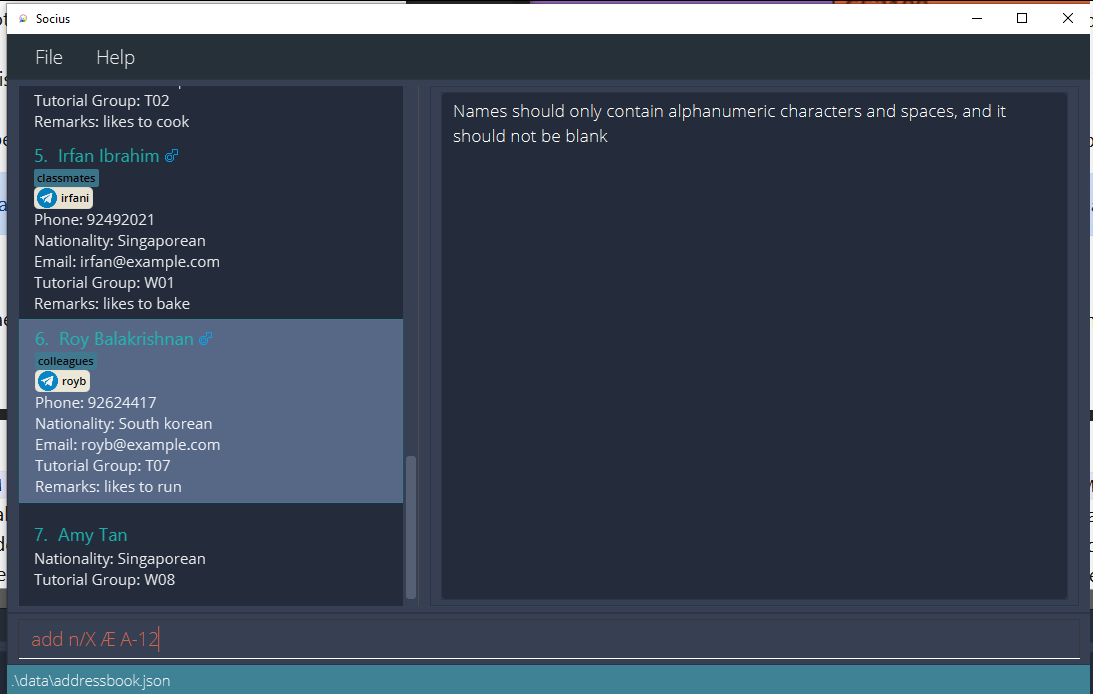 Socius
File Help
Tutorial Group: T02
Remarks: likes to cook
5. Irfan Ibrahim
classmates
irfani
Phone: 92492021
Nationality: Singaporean
Email: irfan@example.com
Tutorial Group: W01
Remarks: likes to bake
6. Roy Balakrishnan
colleagues
royb
Phone: 92624417
Nationality: South korean
Email: royb@example.com
Tutorial Group: T07
Remarks: likes to run
7. Amy Tan
Nationality: Singaporean
Tutorial Group: W08
Names should only contain alphanumeric characters and spaces, and it
should not be blank
add n/X Æ A-12
.\data\addressbook.json